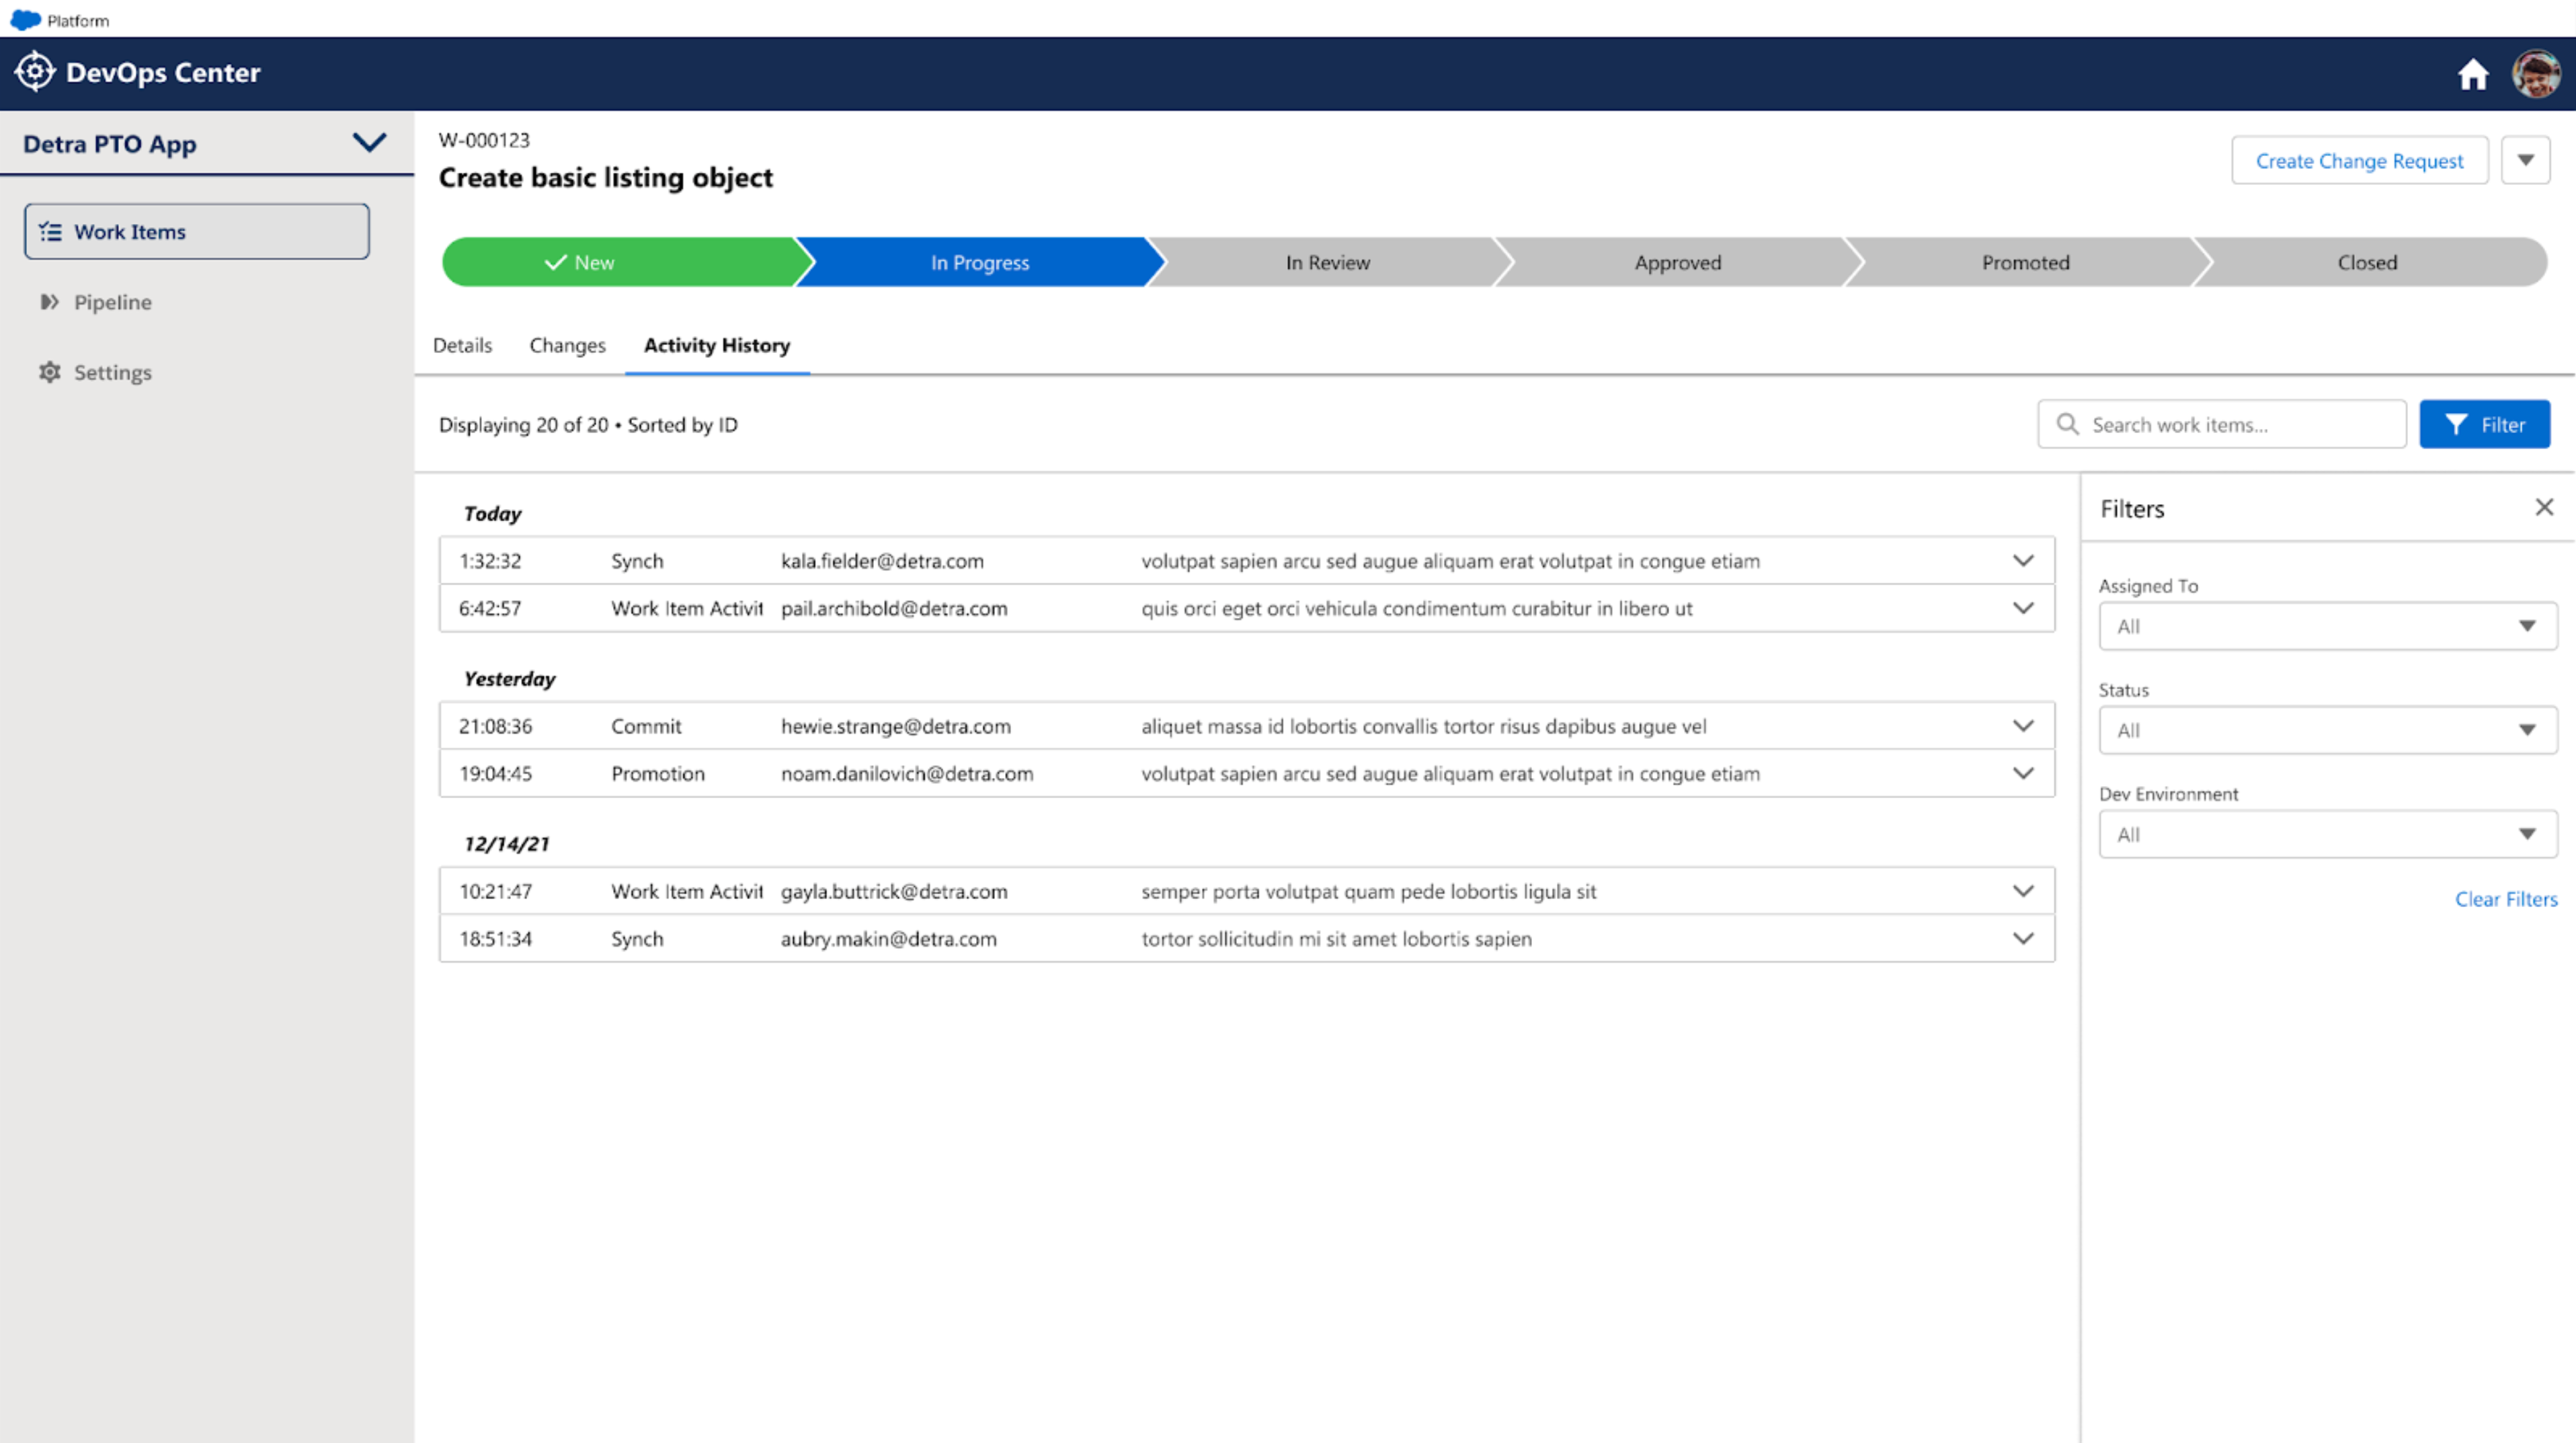 Platform
DevOps Center
Detra PTO App
Work Items
Pipeline
Settings
W-000123
Create basic listing object
Create Change Request
New In Progress In Review Approved Promoted Closed
Details Changes Activity History
Displaying 20 of 20 • Sorted by ID
Search work items...
Filter
Today
1:32:32 Synch kala.fielder@detra.com volutpat sapien arcu sed augue aliquam erat volutpat in congue etiam
6:42:57 Work Item Activit pail.archibold@detra.com quis orci eget orci vehicula condimentum curabitur in libero ut
Yesterday
21:08:36 Commit hewie.strange@detra.com aliquet massa id lobortis convallis tortor risus dapibus augue vel
19:04:45 Promotion noam.danilovich@detra.com volutpat sapien arcu sed augue aliquam erat volutpat in congue etiam
12/14/21
10:21:47 Work Item Activit gayla.buttrick@detra.com semper porta volutpat quam pede lobortis ligula sit
18:51:34 Synch aubry.makin@detra.com tortor sollicitudin mi sit amet lobortis sapien
Filters
Assigned To
All
Status
All
Dev Environment
All
Clear Filters